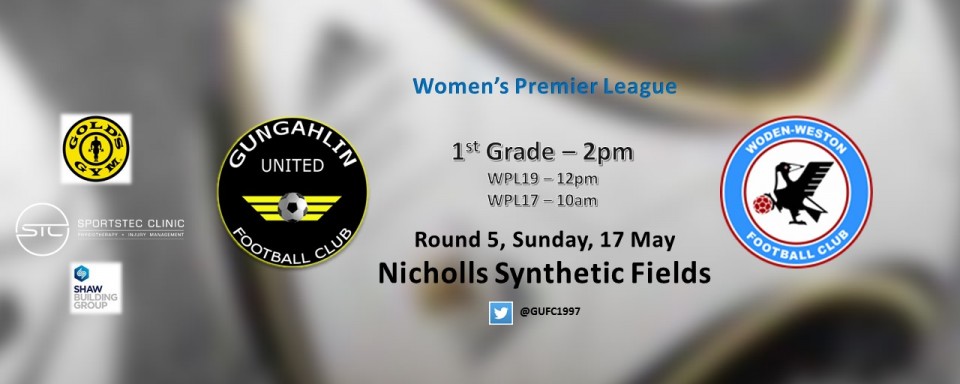 Women's Premier League
GOLD'S
GYM
GUNGAHLIN
UNITED
FOOTBALL CLUB
1st Grade – 2pm
WPL19 – 12pm
WPL17 – 10am
WODEN-WESTON
FOOTBALL CLUB
STC
SPORTSTEC CLINIC
PHYSIOTHERAPY + INJURY MANAGEMENT
Round 5, Sunday, 17 May
Nicholls Synthetic Fields
SHAW
BUILDING
GROUP
@GUFC1997